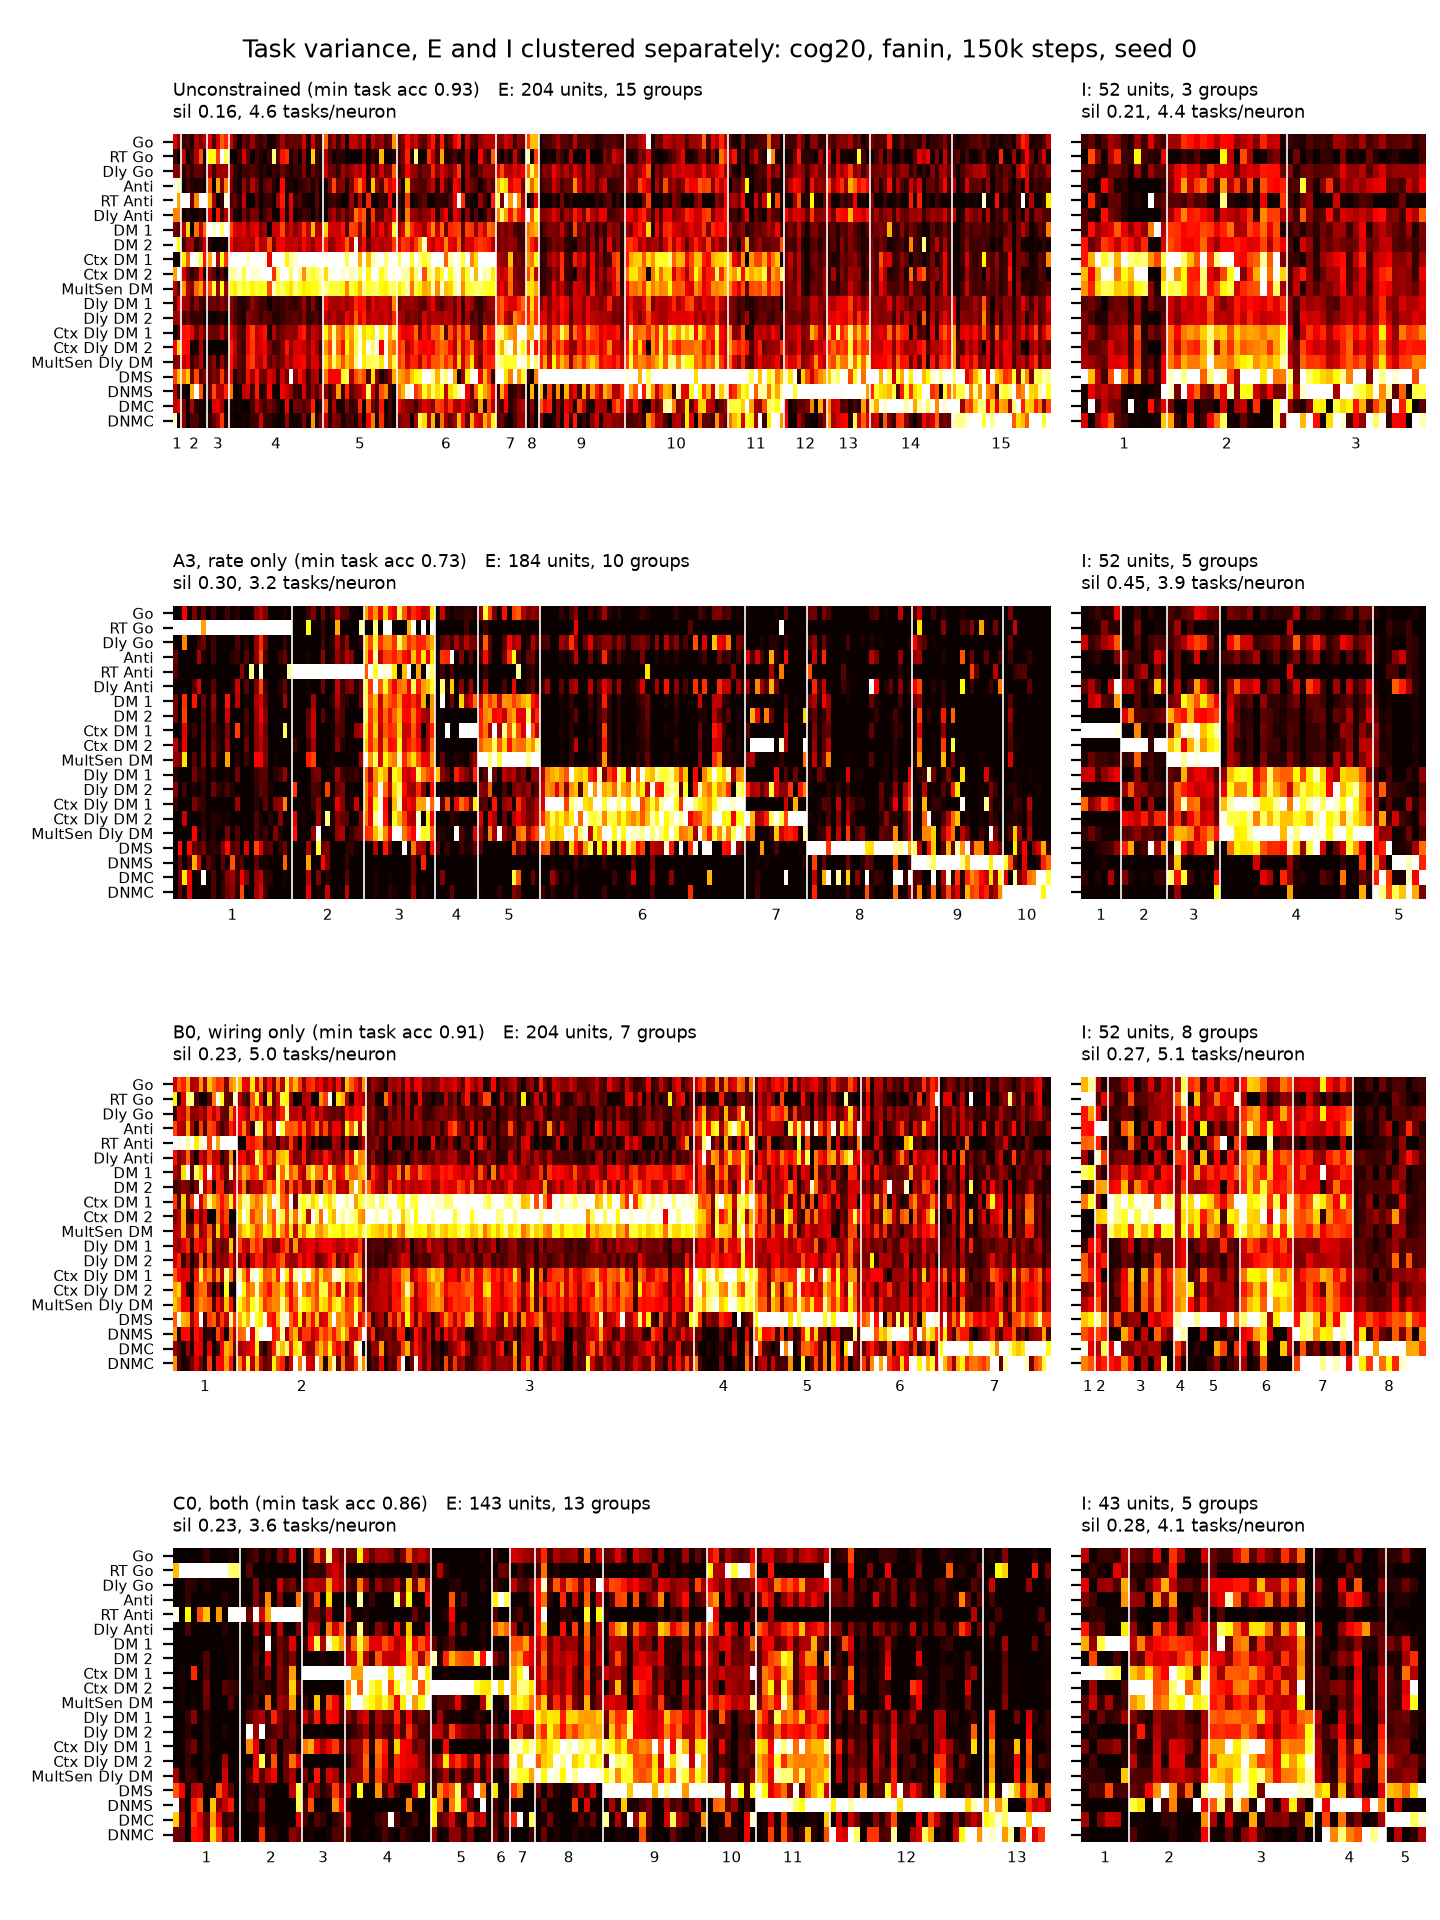 Task variance, E and I clustered separately: cog20, fanin, 150k steps, seed 0
Unconstrained (min task acc 0.93)   E: 204 units, 15 groups
sil 0.16, 4.6 tasks/neuron
I: 52 units, 3 groups
sil 0.21, 4.4 tasks/neuron
Go
RT Go
Dly Go
Anti
RT Anti
Dly Anti
DM 1
DM 2
Ctx DM 1
Ctx DM 2
MultSen DM
Dly DM 1
Dly DM 2
Ctx Dly DM 1
Ctx Dly DM 2
MultSen Dly DM
DMS
DNMS
DMC
DNMC
1 2 3 4 5 6 7 8 9 10 11 12 13 14 15
1 2 3
A3, rate only (min task acc 0.73)   E: 184 units, 10 groups
sil 0.30, 3.2 tasks/neuron
I: 52 units, 5 groups
sil 0.45, 3.9 tasks/neuron
Go
RT Go
Dly Go
Anti
RT Anti
Dly Anti
DM 1
DM 2
Ctx DM 1
Ctx DM 2
MultSen DM
Dly DM 1
Dly DM 2
Ctx Dly DM 1
Ctx Dly DM 2
MultSen Dly DM
DMS
DNMS
DMC
DNMC
1 2 3 4 5 6 7 8 9 10
1 2 3 4 5
B0, wiring only (min task acc 0.91)   E: 204 units, 7 groups
sil 0.23, 5.0 tasks/neuron
I: 52 units, 8 groups
sil 0.27, 5.1 tasks/neuron
Go
RT Go
Dly Go
Anti
RT Anti
Dly Anti
DM 1
DM 2
Ctx DM 1
Ctx DM 2
MultSen DM
Dly DM 1
Dly DM 2
Ctx Dly DM 1
Ctx Dly DM 2
MultSen Dly DM
DMS
DNMS
DMC
DNMC
1 2 3 4 5 6 7
1 2 3 4 5 6 7 8
C0, both (min task acc 0.86)   E: 143 units, 13 groups
sil 0.23, 3.6 tasks/neuron
I: 43 units, 5 groups
sil 0.28, 4.1 tasks/neuron
Go
RT Go
Dly Go
Anti
RT Anti
Dly Anti
DM 1
DM 2
Ctx DM 1
Ctx DM 2
MultSen DM
Dly DM 1
Dly DM 2
Ctx Dly DM 1
Ctx Dly DM 2
MultSen Dly DM
DMS
DNMS
DMC
DNMC
1 2 3 4 5 6 7 8 9 10 11 12 13
1 2 3 4 5